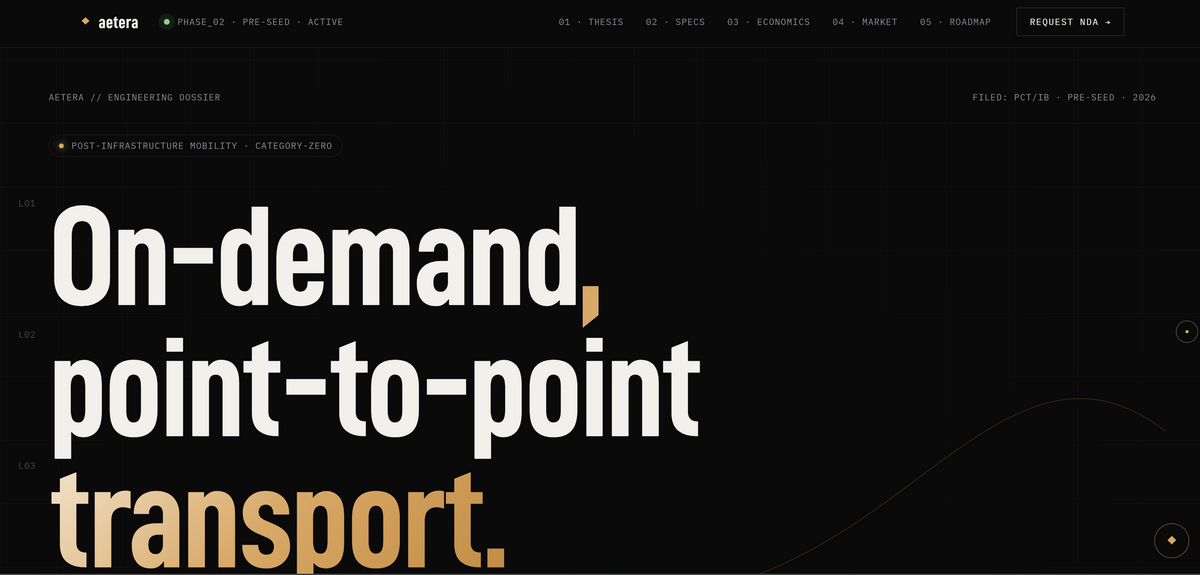 aetera
PHASE_02 · PRE-SEED · ACTIVE
01 · THESIS
02 · SPECS
03 · ECONOMICS
04 · MARKET
05 · ROADMAP
REQUEST NDA →
AETERA // ENGINEERING DOSSIER
FILED: PCT/IB · PRE-SEED · 2026
POST-INFRASTRUCTURE MOBILITY · CATEGORY-ZERO
L01
On-demand,
L02
point-to-point
L03
transport.